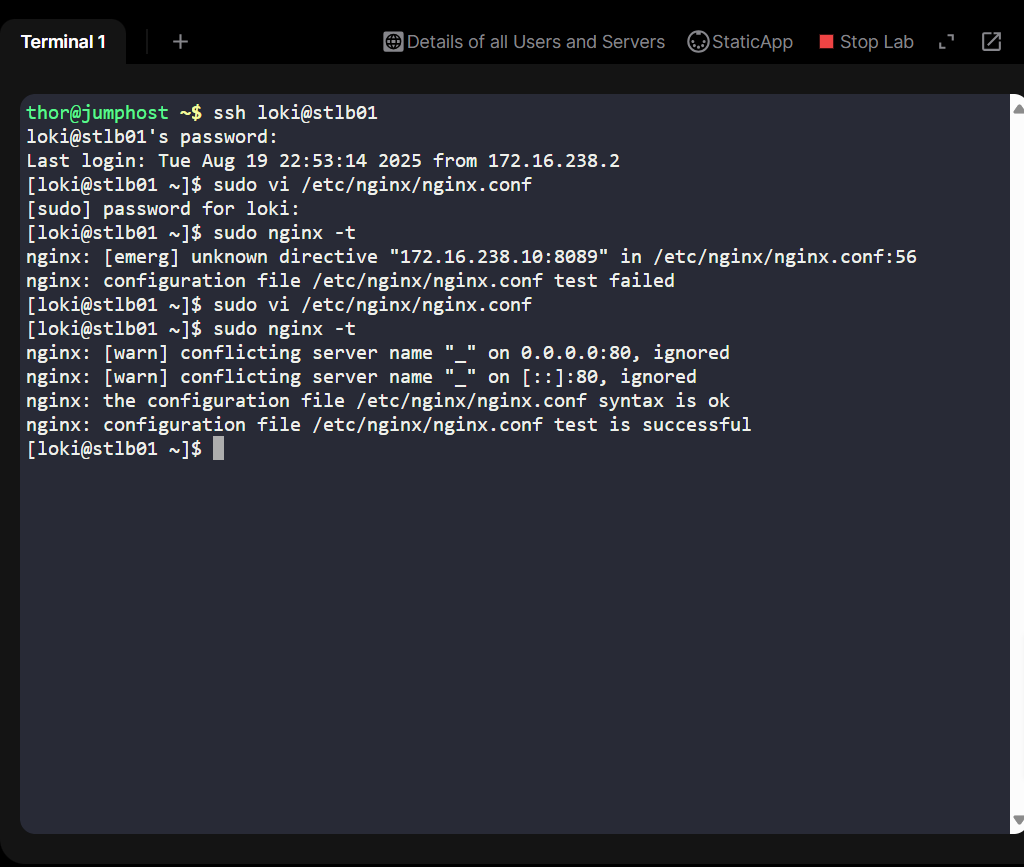 Terminal 1
+
Details of all Users and Servers
StaticApp
Stop Lab
thor@jumphost ~$ ssh loki@stlb01
loki@stlb01's password:
Last login: Tue Aug 19 22:53:14 2025 from 172.16.238.2
[loki@stlb01 ~]$ sudo vi /etc/nginx/nginx.conf
[sudo] password for loki:
[loki@stlb01 ~]$ sudo nginx -t
nginx: [emerg] unknown directive "172.16.238.10:8089" in /etc/nginx/nginx.conf:56
nginx: configuration file /etc/nginx/nginx.conf test failed
[loki@stlb01 ~]$ sudo vi /etc/nginx/nginx.conf
[loki@stlb01 ~]$ sudo nginx -t
nginx: [warn] conflicting server name "_" on 0.0.0.0:80, ignored
nginx: [warn] conflicting server name "_" on [::]:80, ignored
nginx: the configuration file /etc/nginx/nginx.conf syntax is ok
nginx: configuration file /etc/nginx/nginx.conf test is successful
[loki@stlb01 ~]$